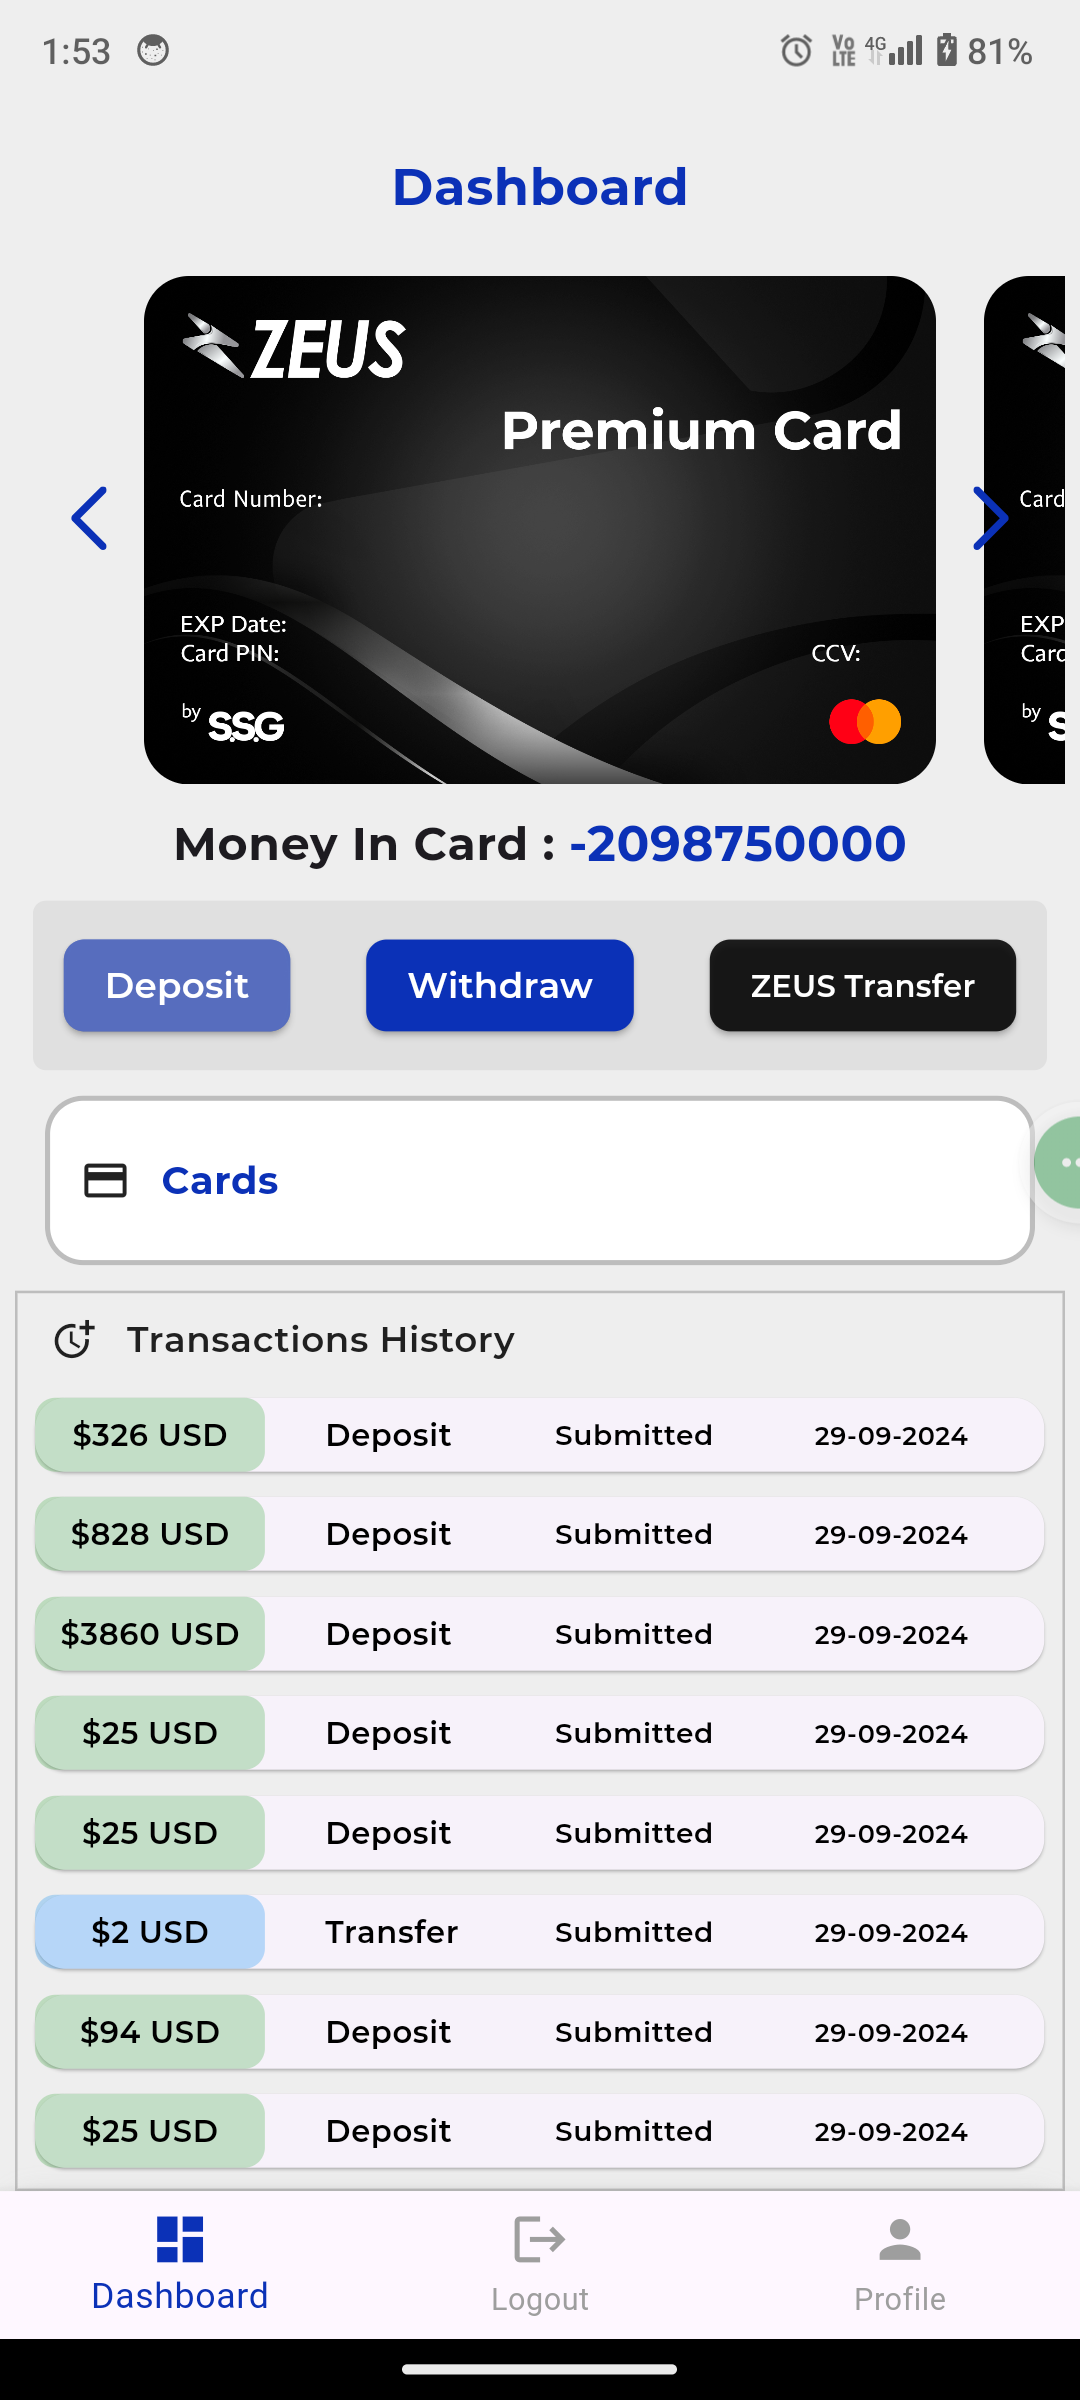 1:53
Vo LTE 4G 81%
Dashboard
ZEUS
Premium Card
Card Number:
Card
EXP Date:
EXP
Card PIN:
CCV:
Card
by S.S.G
by S
Money In Card : -2098750000
Deposit
Withdraw
ZEUS Transfer
Cards
Transactions History
$326 USD Deposit Submitted 29-09-2024
$828 USD Deposit Submitted 29-09-2024
$3860 USD Deposit Submitted 29-09-2024
$25 USD Deposit Submitted 29-09-2024
$25 USD Deposit Submitted 29-09-2024
$2 USD Transfer Submitted 29-09-2024
$94 USD Deposit Submitted 29-09-2024
$25 USD Deposit Submitted 29-09-2024
Dashboard
Logout
Profile